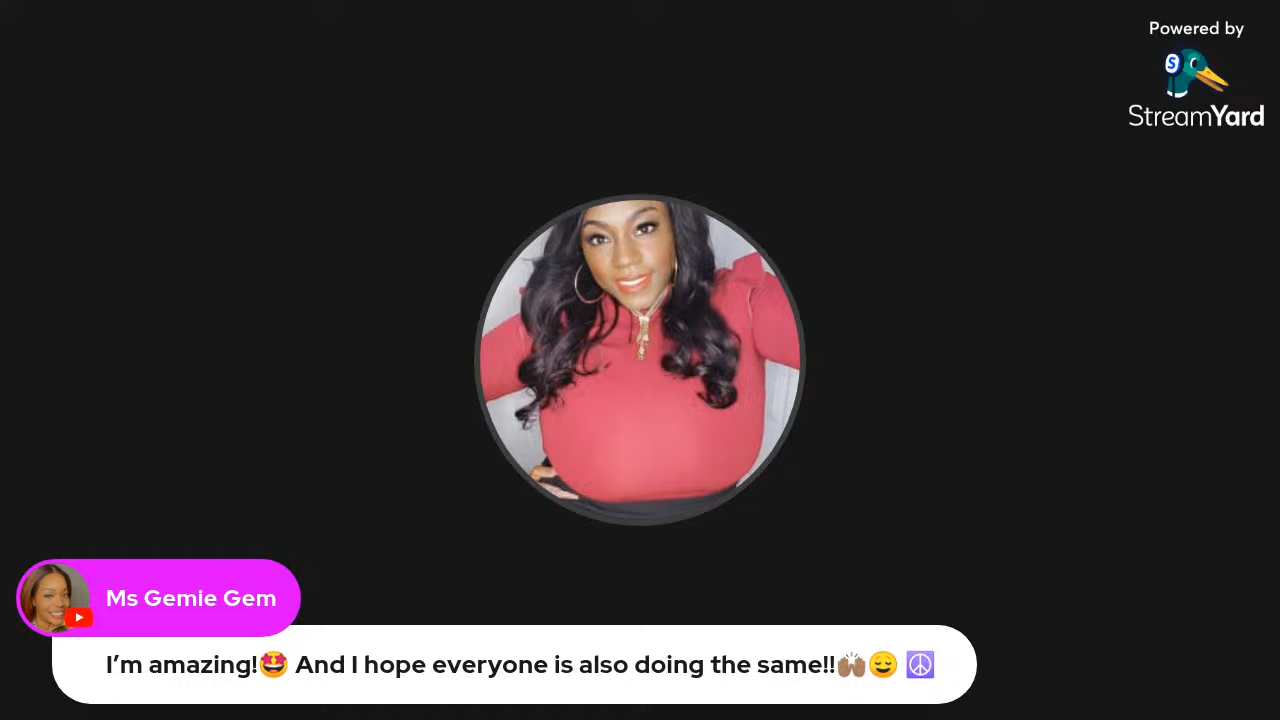 Powered by
S
StreamYard
Ms Gemie Gem
I’m amazing!🤩 And I hope everyone is also doing the same!!🙌🏽😌 ☮️